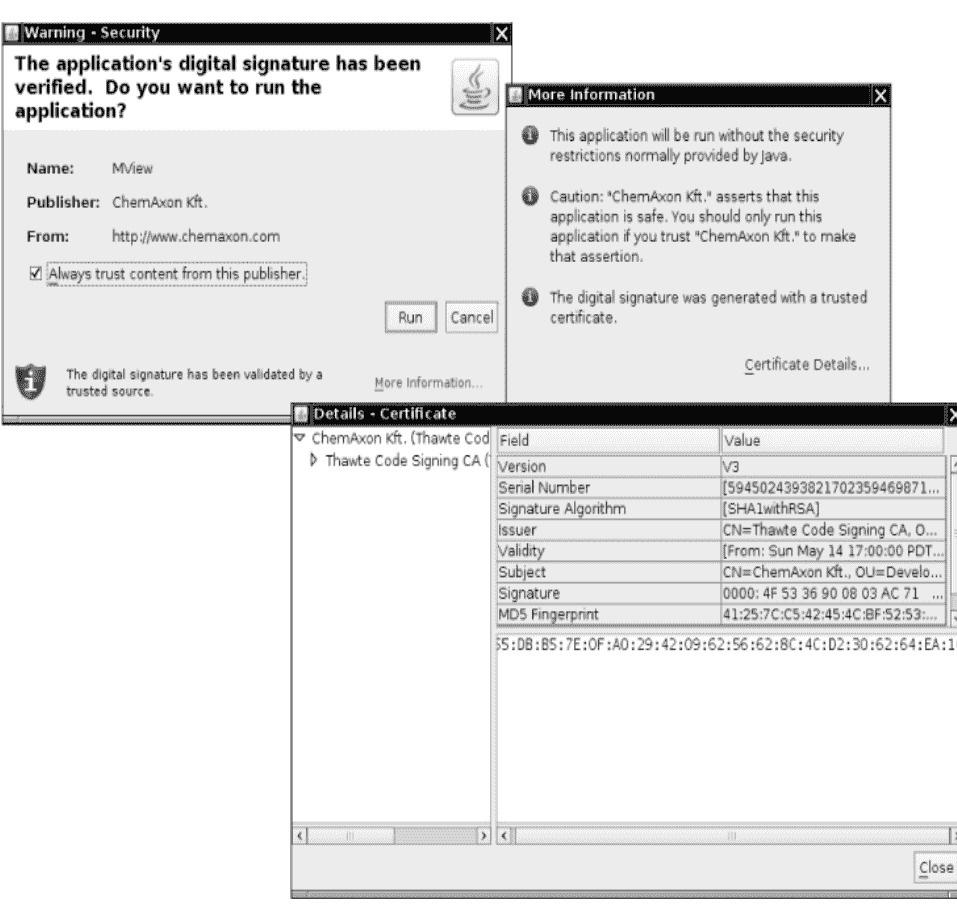 Warning - Security
The application's digital signature has been
verified. Do you want to run the
application?
Name: MView
Publisher: ChemAxon Kft.
From: http://www.chemaxon.com
Always trust content from this publisher.
Run Cancel
The digital signature has been validated by a
trusted source.
More Information...
More Information
This application will be run without the security
restrictions normally provided by Java.
Caution: "ChemAxon Kft." asserts that this
application is safe. You should only run this
application if you trust "ChemAxon Kft." to make
that assertion.
The digital signature was generated with a trusted
certificate.
Certificate Details...
Details - Certificate
ChemAxon Kft. (Thawte Cod
Thawte Code Signing CA (
Field Value
Version V3
Serial Number [5945024393821702359469871...
Signature Algorithm [SHA1withRSA]
Issuer CN=Thawte Code Signing CA, O...
Validity [From: Sun May 14 17:00:00 PDT...
Subject CN=ChemAxon Kft., OU=Develo...
Signature 0000: 4F 53 36 90 08 03 AC 71 ...
MD5 Fingerprint 41:25:7C:C5:42:45:4C:BF:52:53:...
55:DB:B5:7E:0F:A0:29:42:09:62:56:62:8C:4C:D2:30:62:64:EA:1
Close